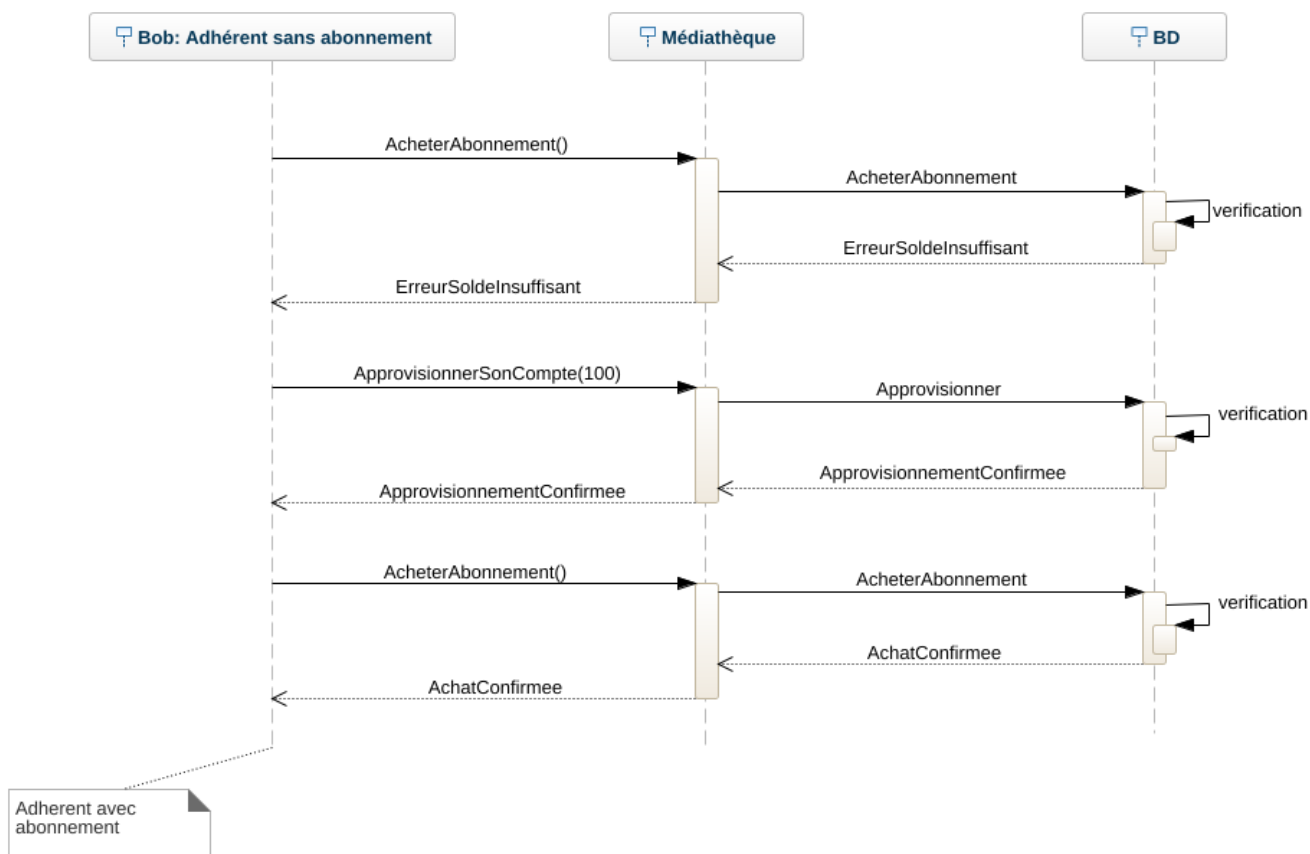 Bob: Adhérent sans abonnement
Médiathèque
BD
AcheterAbonnement()
AcheterAbonnement
verification
ErreurSoldeInsuffisant
ErreurSoldeInsuffisant
ApprovisionnerSonCompte(100)
Approvisionner
verification
ApprovisionnementConfirmee
ApprovisionnementConfirmee
AcheterAbonnement()
AcheterAbonnement
verification
AchatConfirmee
AchatConfirmee
Adherent avec
abonnement